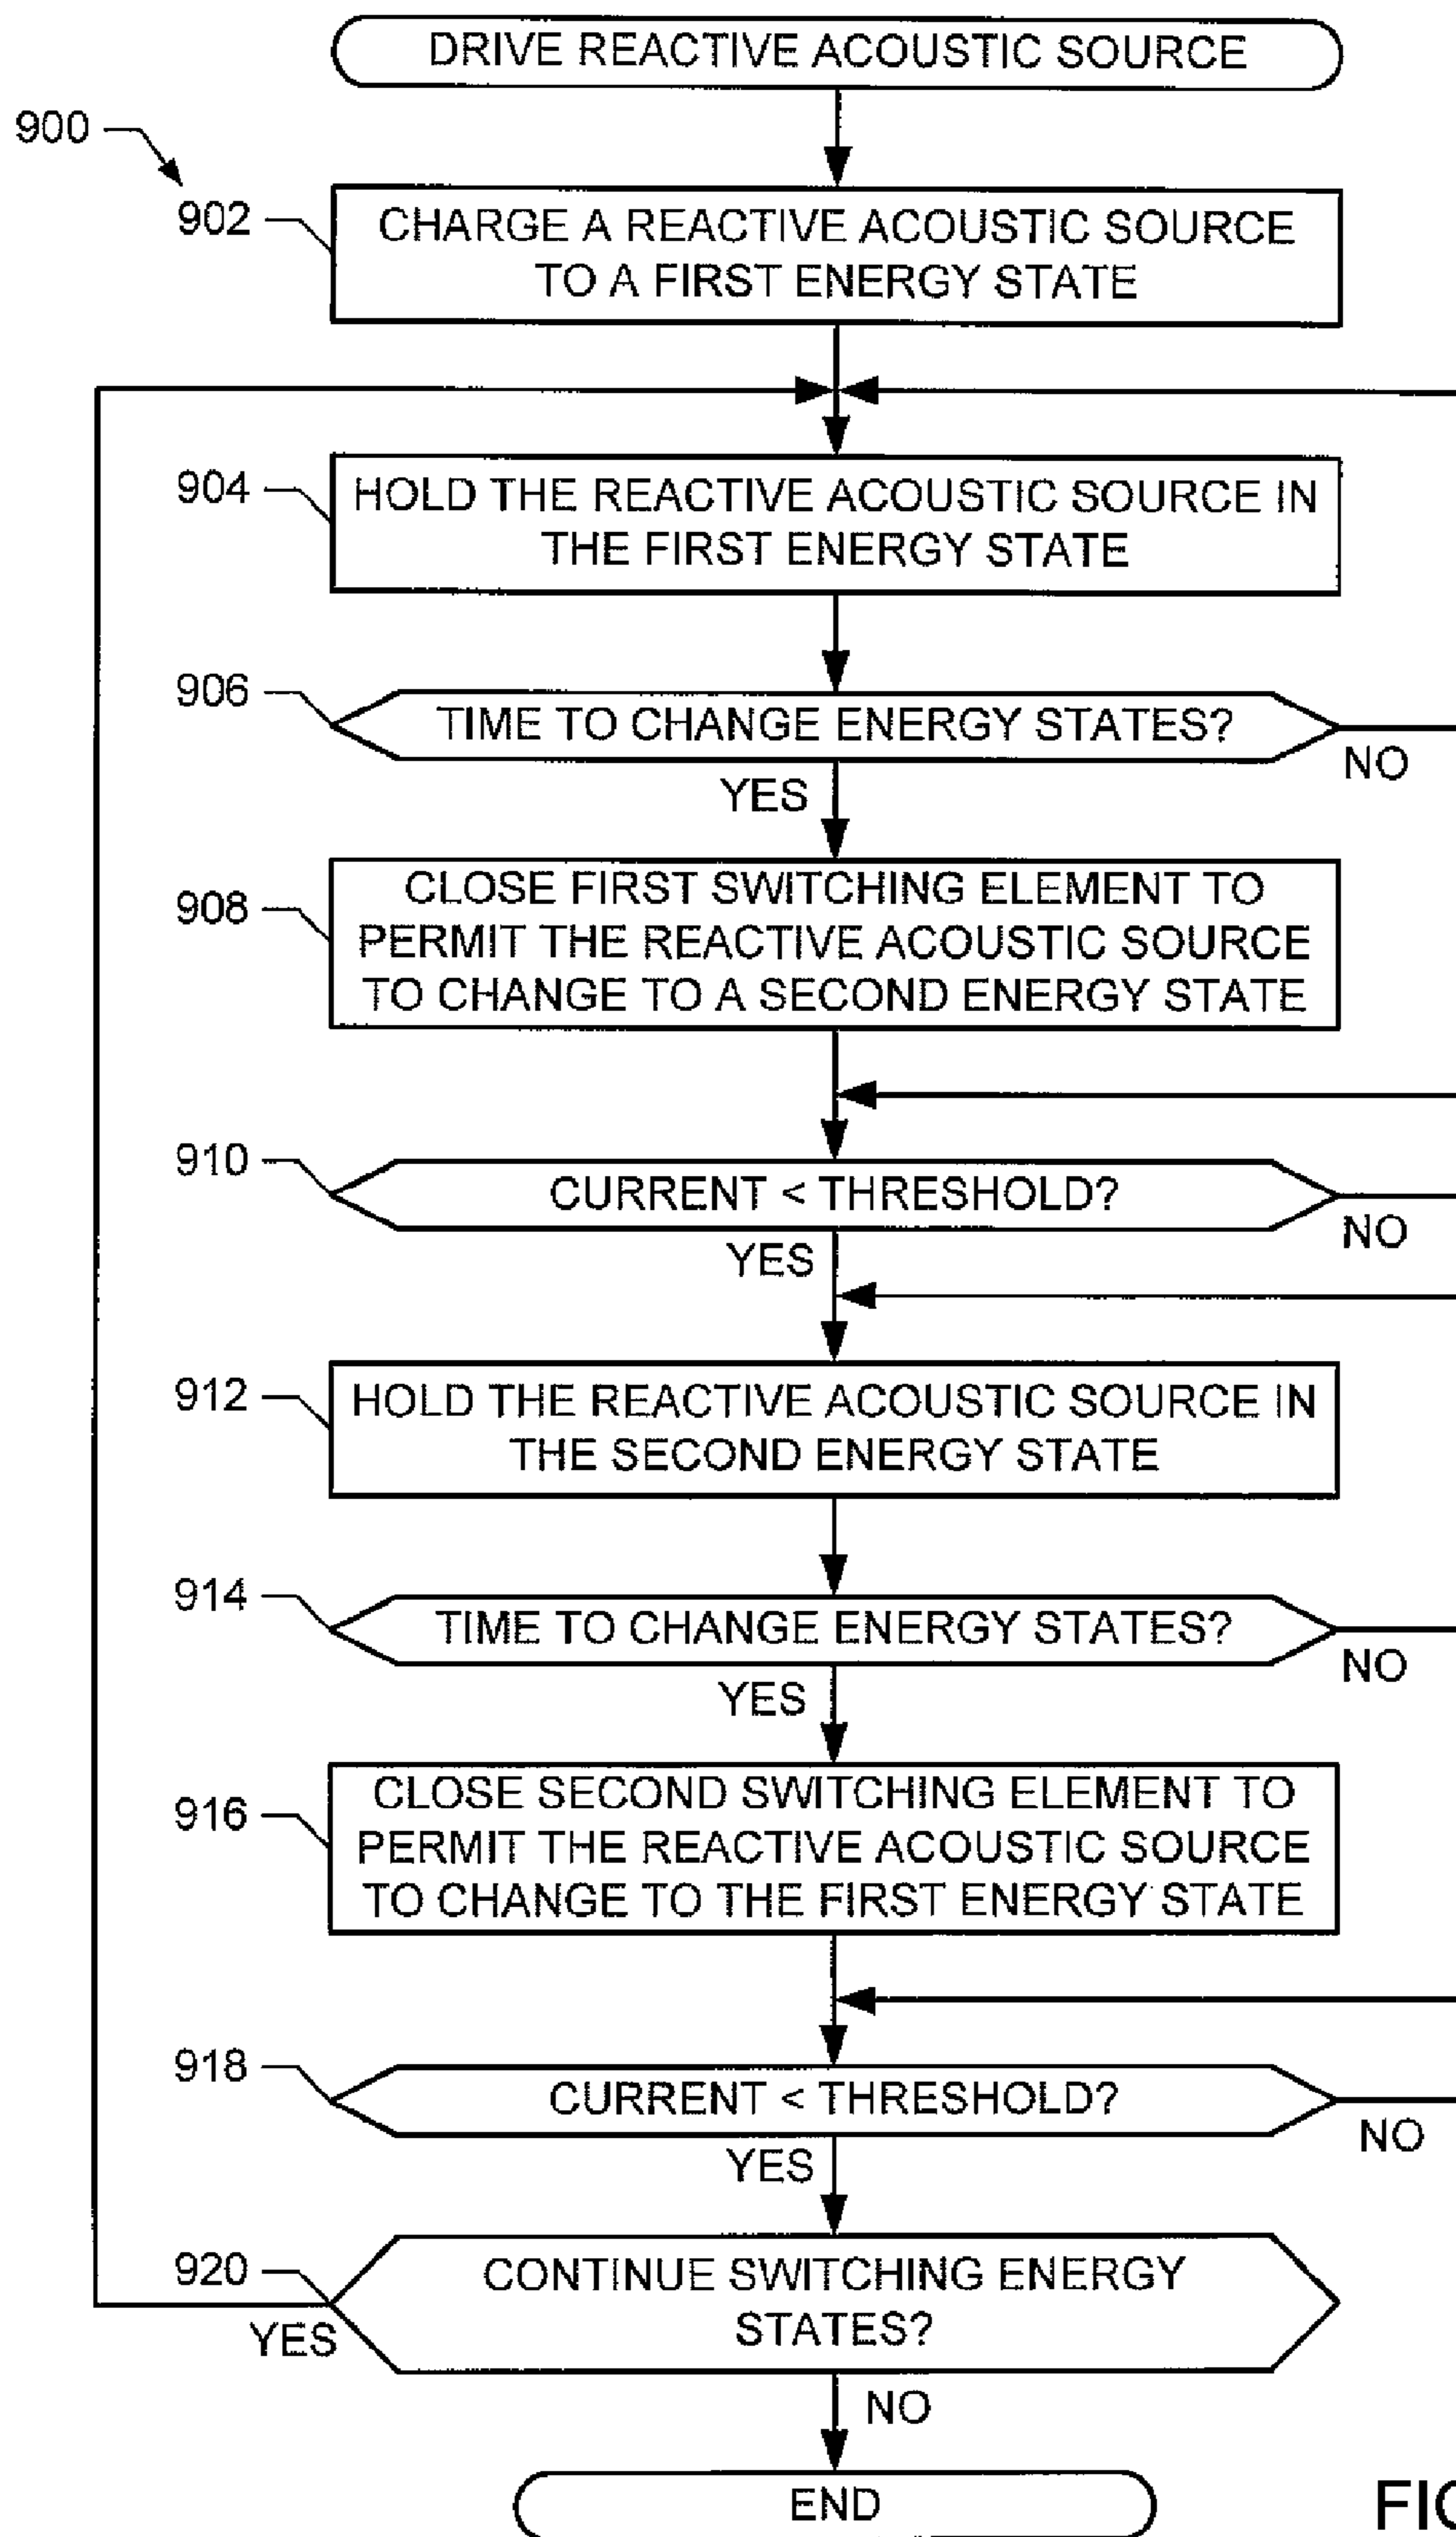 DRIVE REACTIVE ACOUSTIC SOURCE
900
902
CHARGE A REACTIVE ACOUSTIC SOURCE
TO A FIRST ENERGY STATE
904
HOLD THE REACTIVE ACOUSTIC SOURCE IN
THE FIRST ENERGY STATE
906
TIME TO CHANGE ENERGY STATES?
NO
YES
908
CLOSE FIRST SWITCHING ELEMENT TO
PERMIT THE REACTIVE ACOUSTIC SOURCE
TO CHANGE TO A SECOND ENERGY STATE
910
CURRENT < THRESHOLD?
NO
YES
912
HOLD THE REACTIVE ACOUSTIC SOURCE IN
THE SECOND ENERGY STATE
914
TIME TO CHANGE ENERGY STATES?
NO
YES
916
CLOSE SECOND SWITCHING ELEMENT TO
PERMIT THE REACTIVE ACOUSTIC SOURCE
TO CHANGE TO THE FIRST ENERGY STATE
918
CURRENT < THRESHOLD?
NO
YES
920
CONTINUE SWITCHING ENERGY
STATES?
YES
NO
END